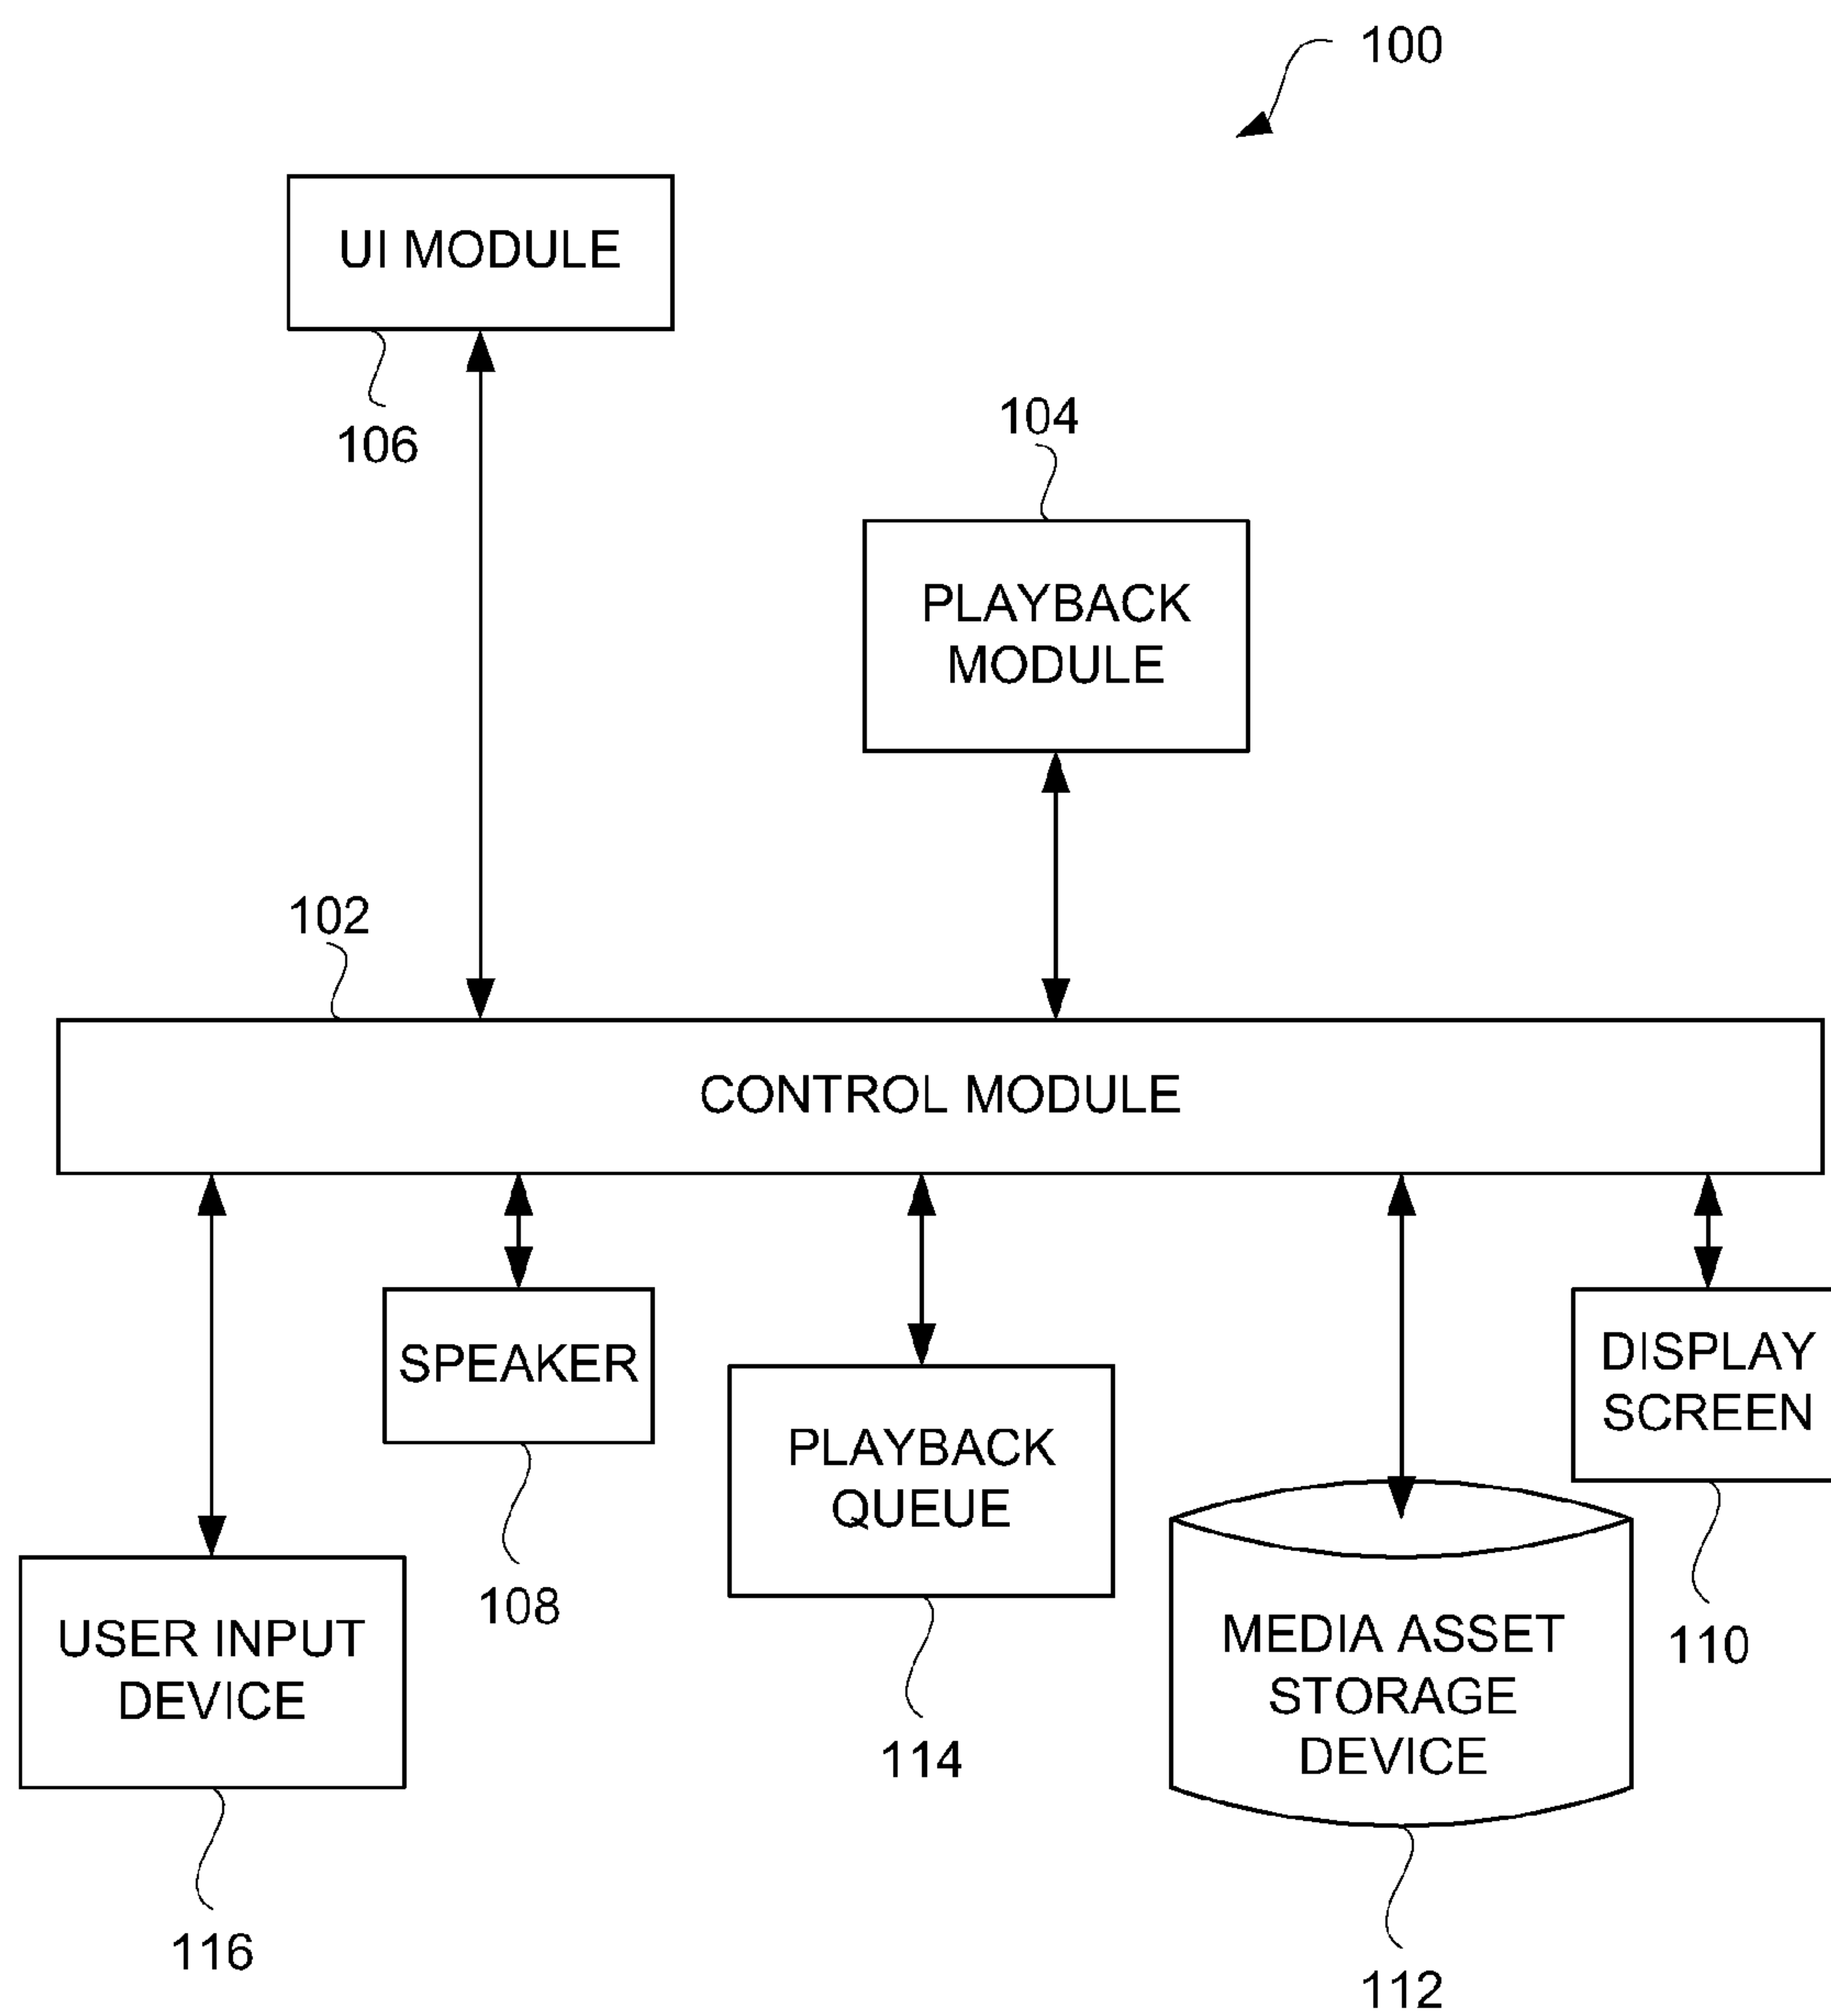 100
UI MODULE
106
104
PLAYBACK
MODULE
102
CONTROL MODULE
SPEAKER
108
DISPLAY
SCREEN
110
PLAYBACK
QUEUE
114
USER INPUT
DEVICE
116
MEDIA ASSET
STORAGE
DEVICE
112